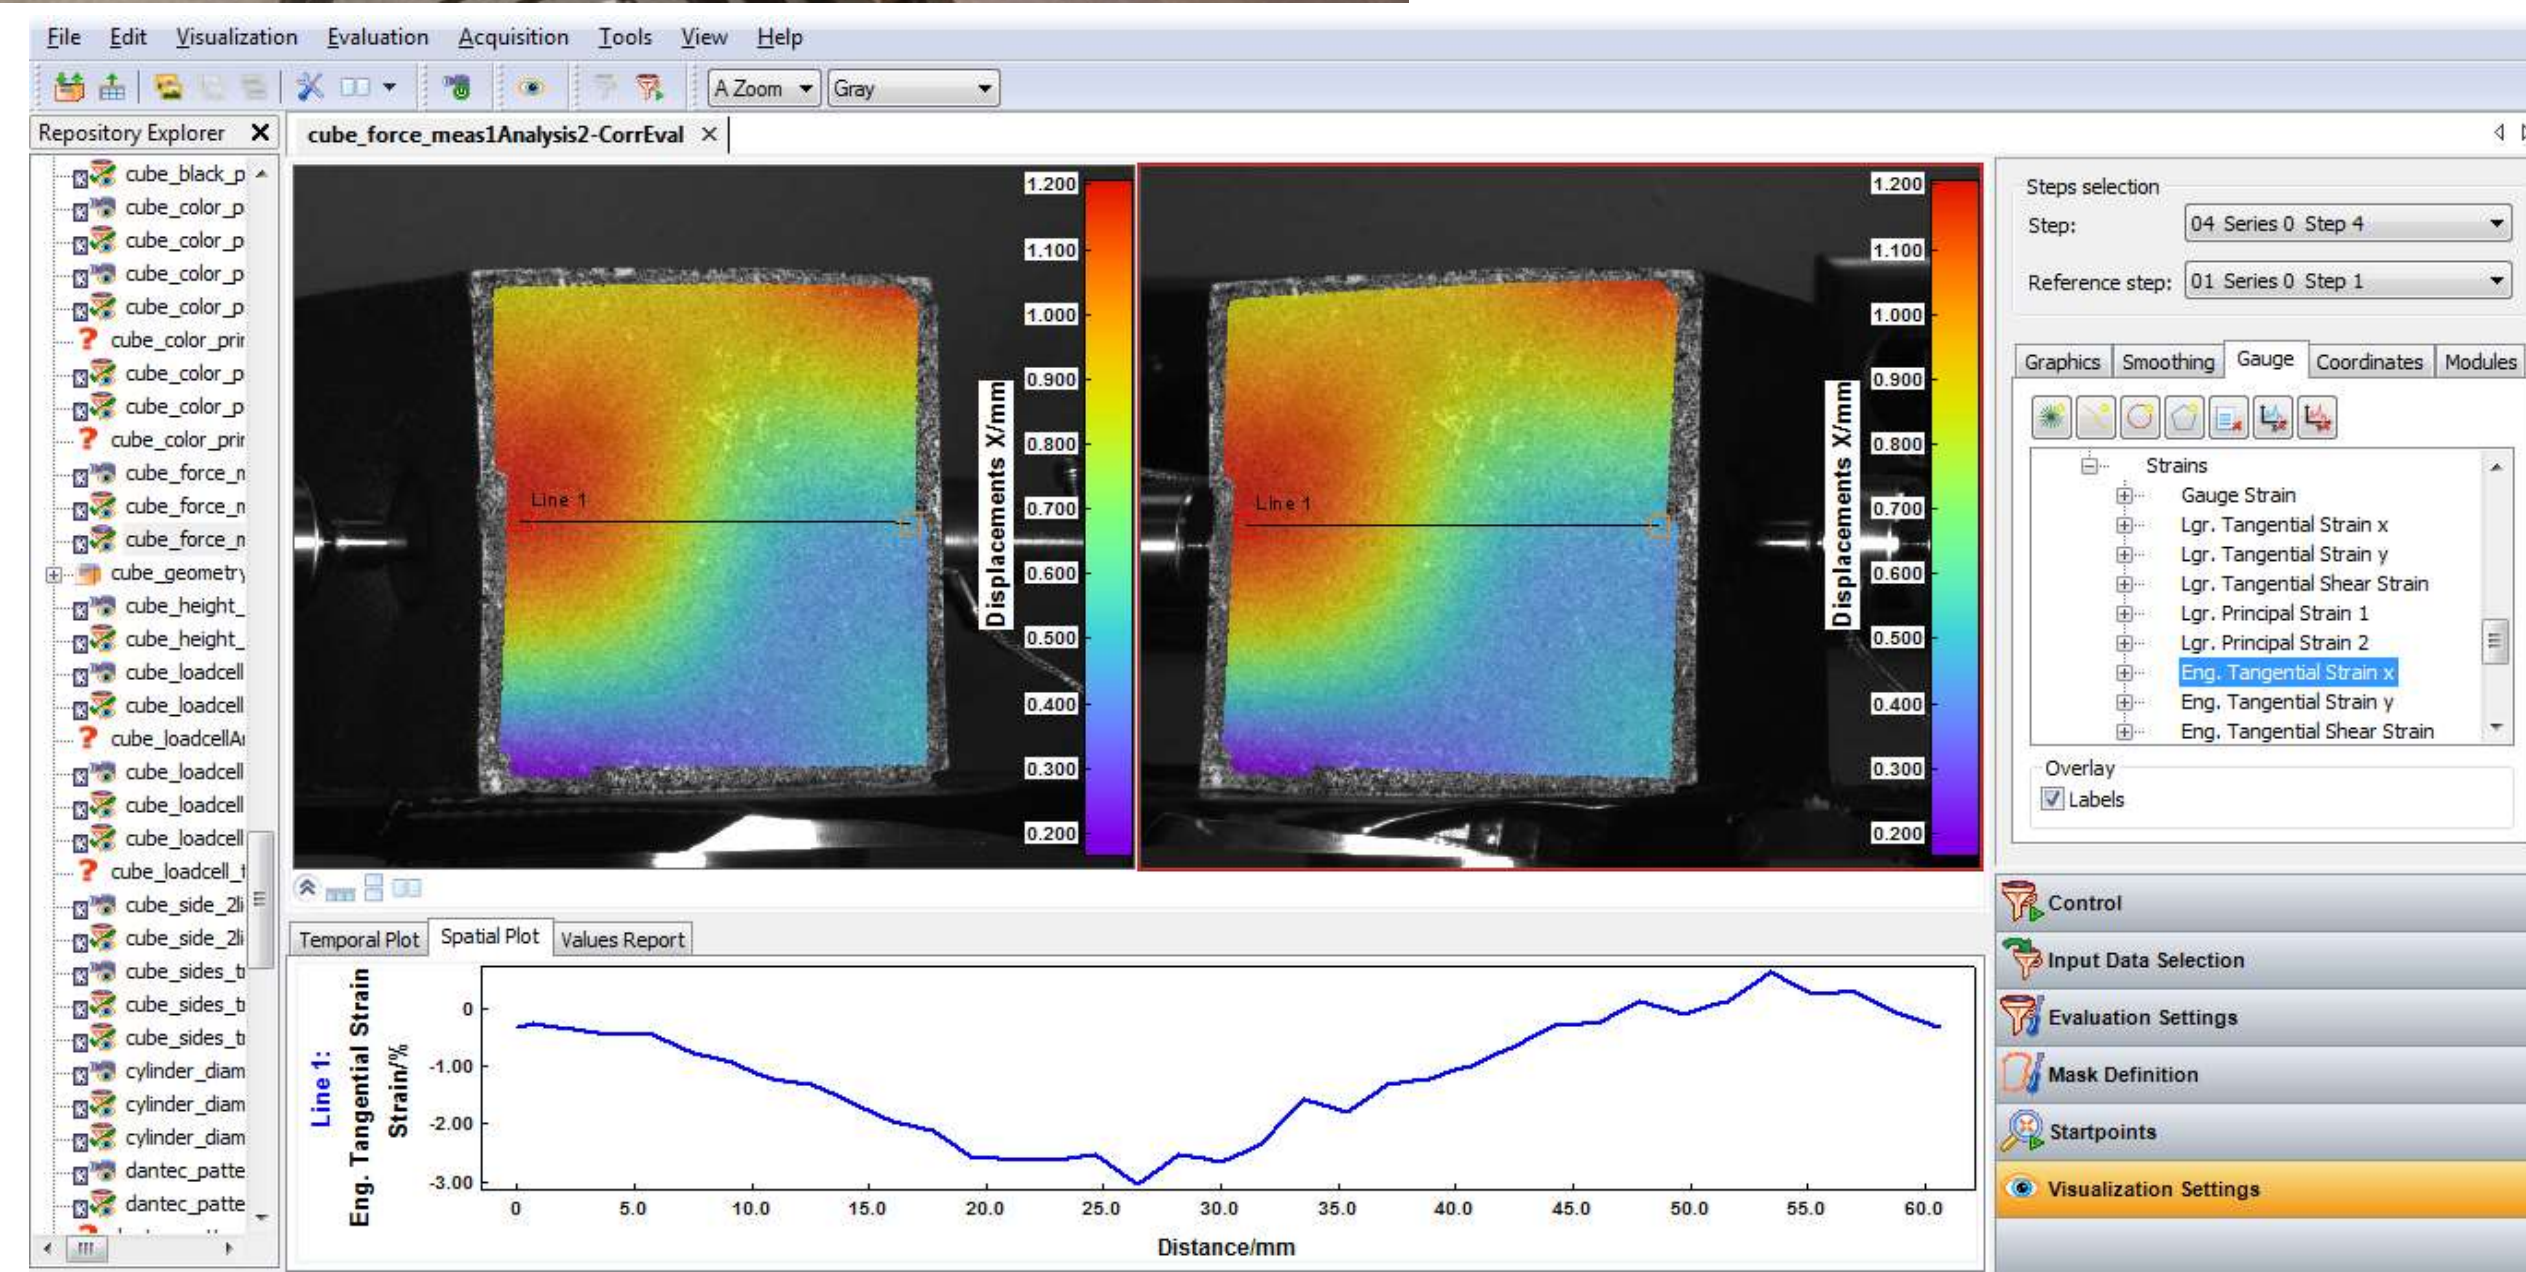 File Edit Visualization Evaluation Acquisition Tools View Help
A Zoom Gray
Repository Explorer X
cube_force_meas1Analysis2-CorrEval
cube_black_p
cube_color_p
cube_color_p
cube_color_p
cube_color_p
cube_color_prin
cube_color_p
cube_color_p
cube_color_prin
cube_force_n
cube_force_n
cube_force_n
cube_geometry
cube_height_
cube_height_
cube_loadcell
cube_loadcell
cube_loadcellAr
cube_loadcell
cube_loadcell
cube_loadcell
cube_loadcell_t
cube_side_2li
cube_side_2li
cube_sides_tr
cube_sides_tr
cube_sides_tr
cylinder_diam
cylinder_diam
cylinder_diam
dantec_patte
dantec_patte
Line 1
Displacements X/mm
1.200
1.100
1.000
0.900
0.800
0.700
0.600
0.500
0.400
0.300
0.200
Line 1
Displacements X/mm
1.200
1.100
1.000
0.900
0.800
0.700
0.600
0.500
0.400
0.300
0.200
Temporal Plot Spatial Plot Values Report
Line 1:
Eng. Tangential Strain
Strain/%
0
-1.00
-2.00
-3.00
0 5.0 10.0 15.0 20.0 25.0 30.0 35.0 40.0 45.0 50.0 55.0 60.0
Distance/mm
Steps selection
Step: 04 Series 0 Step 4
Reference step: 01 Series 0 Step 1
Graphics Smoothing Gauge Coordinates Modules
Strains
Gauge Strain
Lgr. Tangential Strain x
Lgr. Tangential Strain y
Lgr. Tangential Shear Strain
Lgr. Principal Strain 1
Lgr. Principal Strain 2
Eng. Tangential Strain x
Eng. Tangential Strain y
Eng. Tangential Shear Strain
Overlay
Labels
Control
Input Data Selection
Evaluation Settings
Mask Definition
Startpoints
Visualization Settings